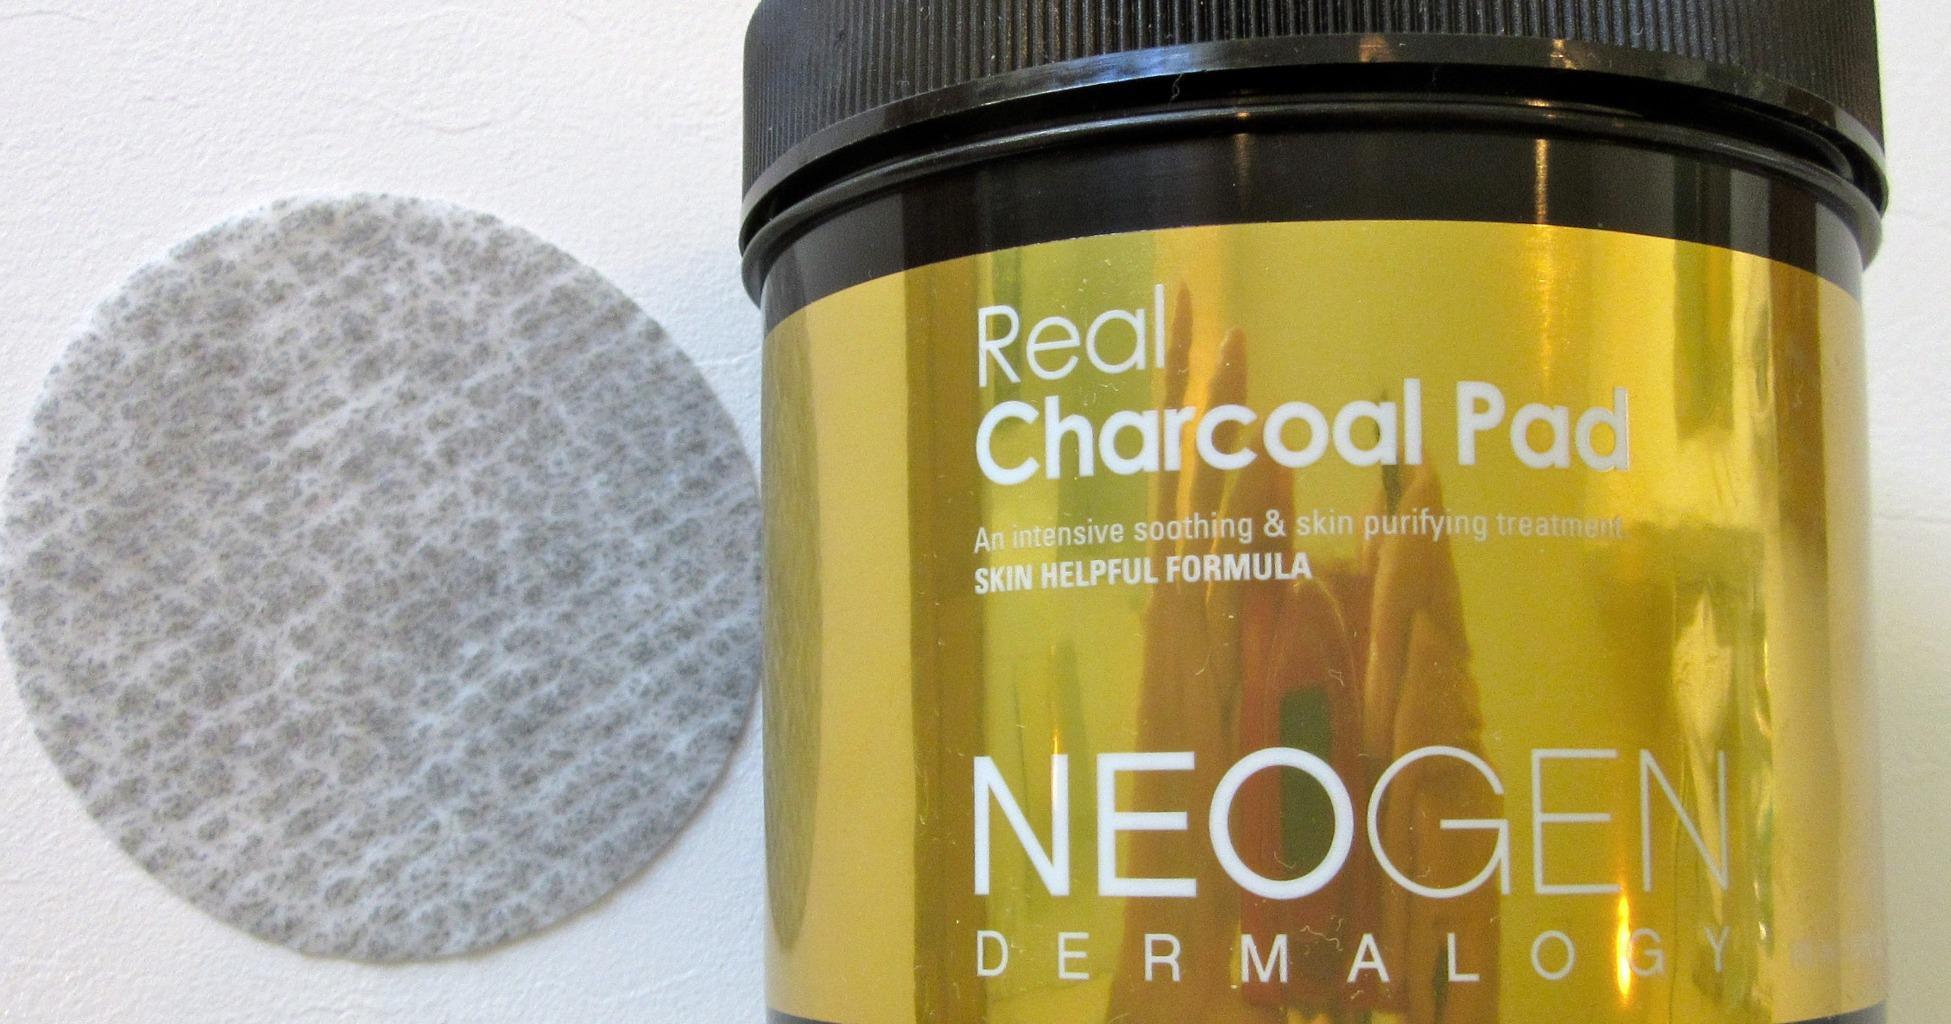 Real
Charcoal Pad
An intensive soothing & skin purifying treatment.
SKIN HELPFUL FORMULA
NEOGEN
DERMALOGY